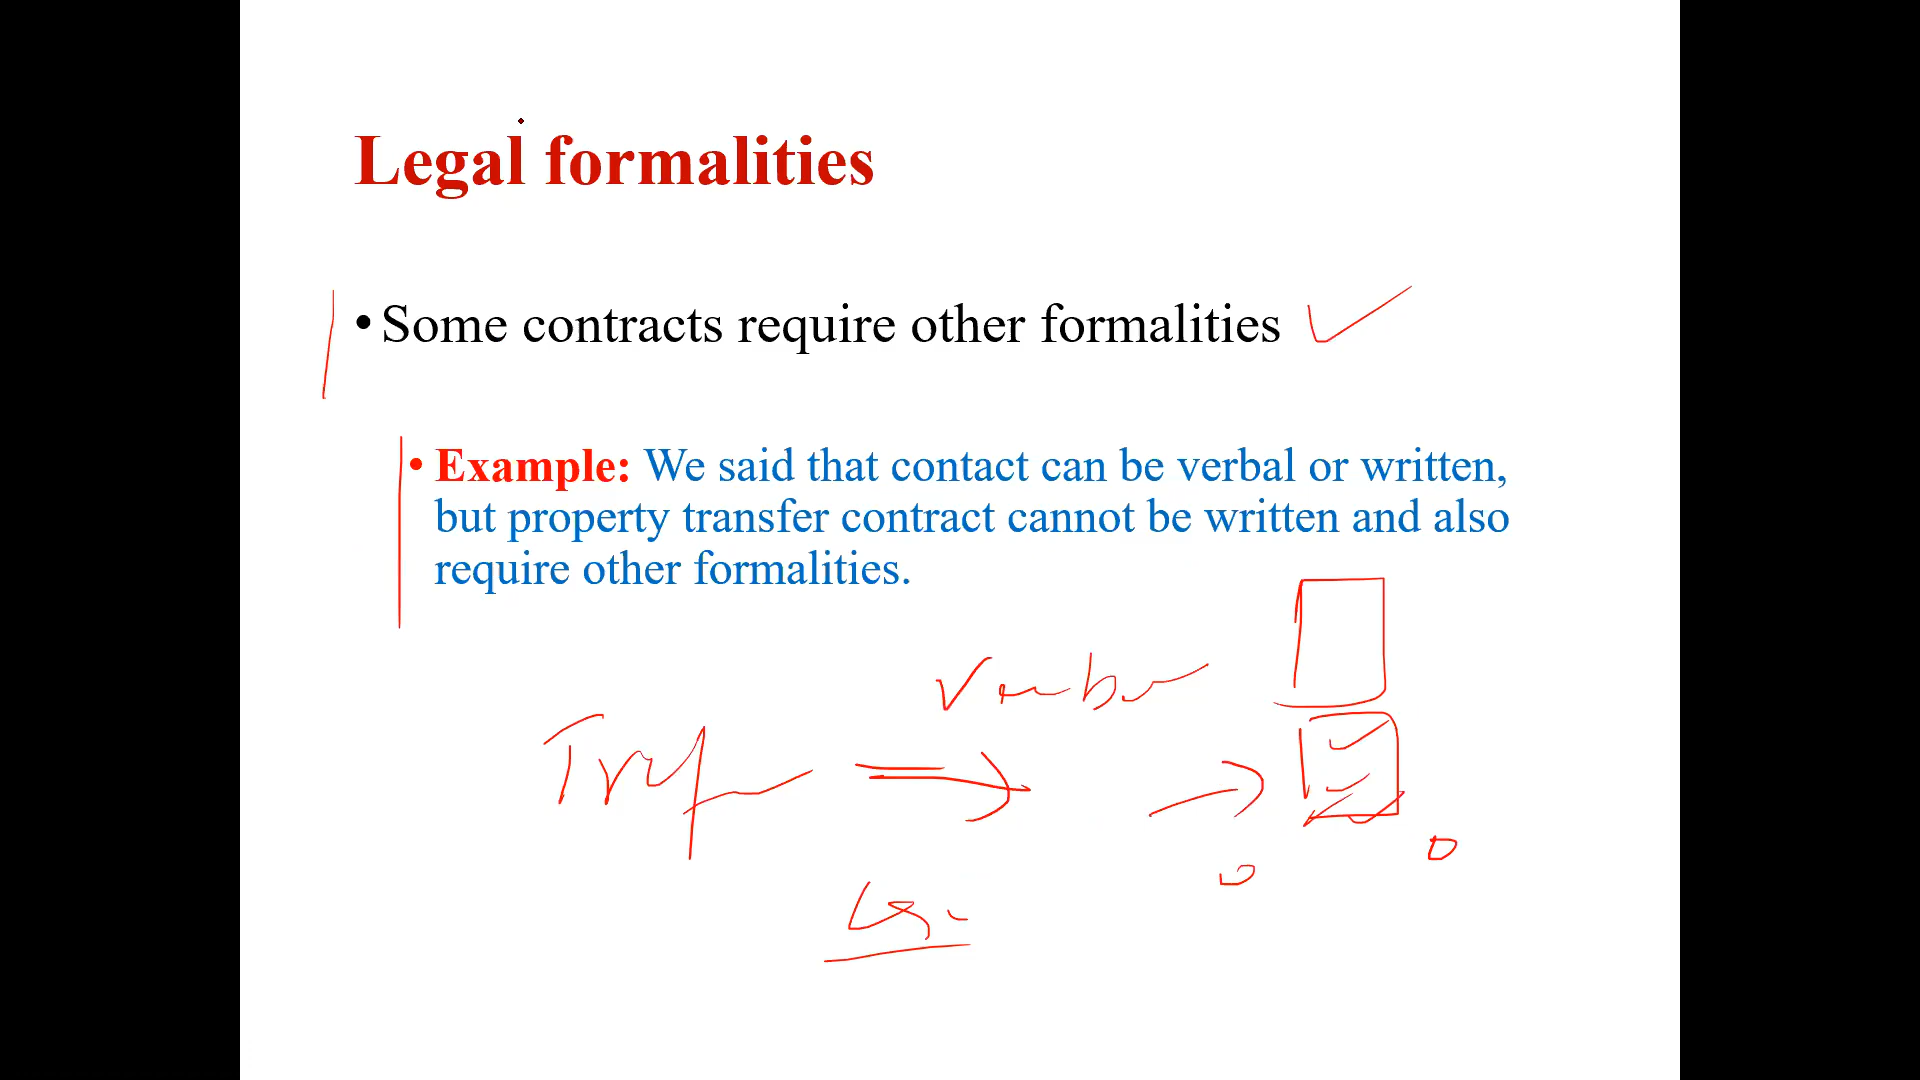 Legal formalities
• Some contracts require other formalities
• Example: We said that contact can be verbal or written,
but property transfer contract cannot be written and also
require other formalities.